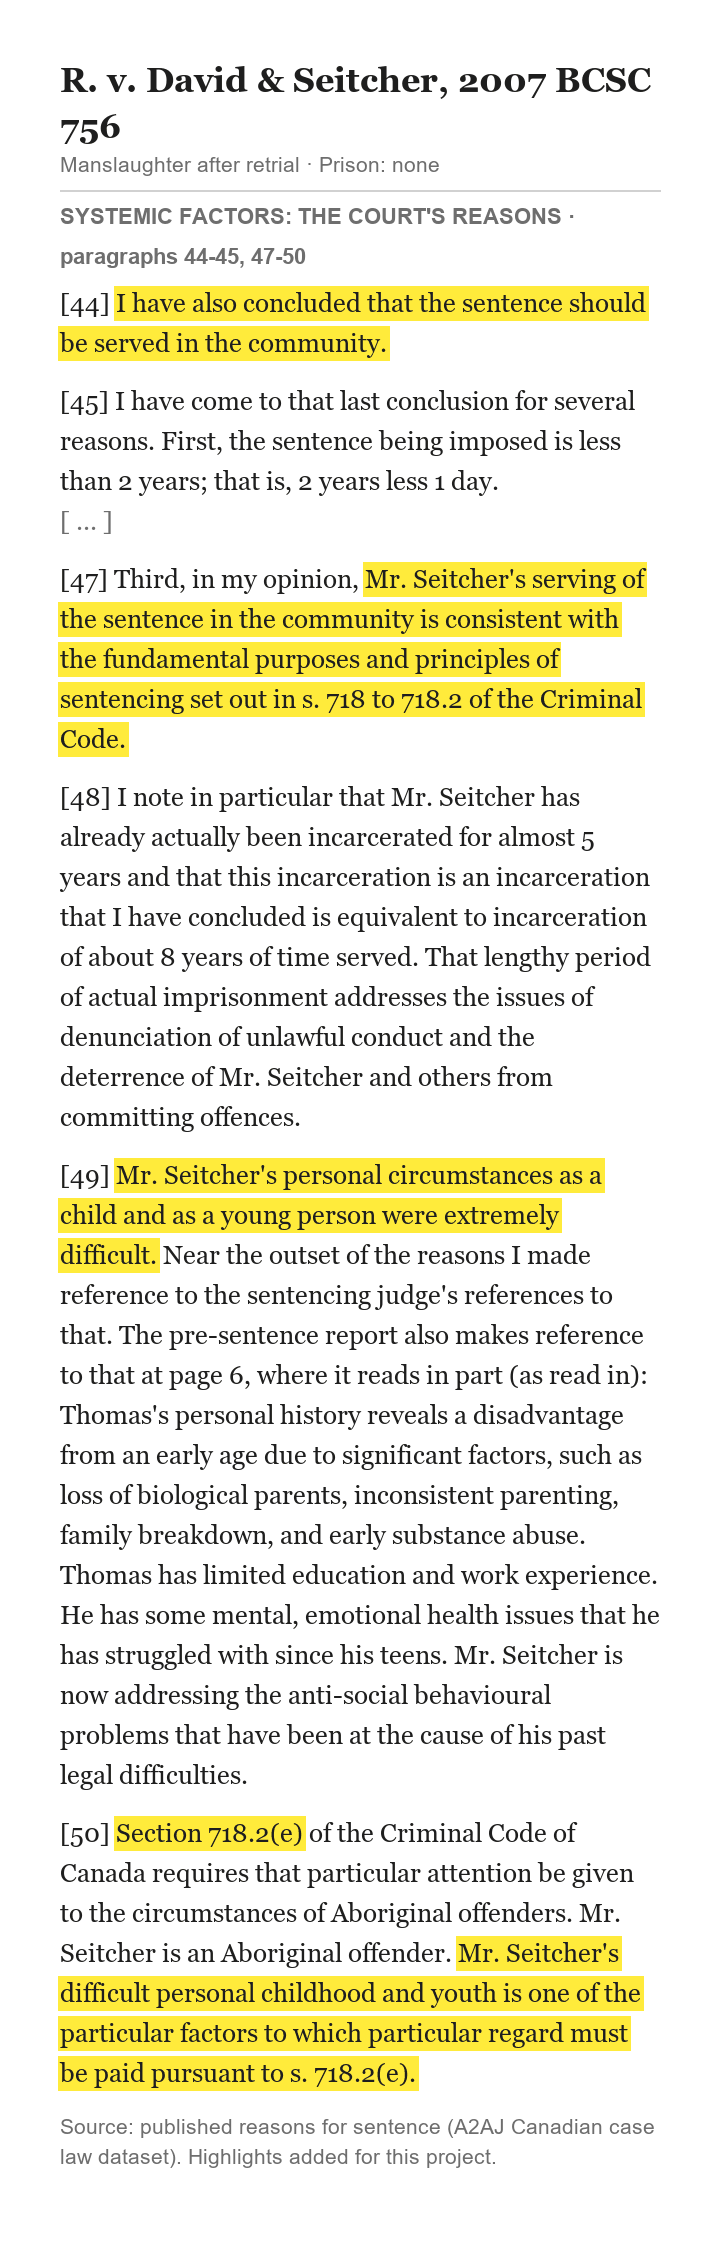 R. v. David & Seitcher, 2007 BCSC
756
Manslaughter after retrial · Prison: none
SYSTEMIC FACTORS: THE COURT'S REASONS ·
paragraphs 44-45, 47-50
[44] I have also concluded that the sentence should
be served in the community.
[45] I have come to that last conclusion for several
reasons. First, the sentence being imposed is less
than 2 years; that is, 2 years less 1 day.
[ ... ]
[47] Third, in my opinion, Mr. Seitcher's serving of
the sentence in the community is consistent with
the fundamental purposes and principles of
sentencing set out in s. 718 to 718.2 of the Criminal
Code.
[48] I note in particular that Mr. Seitcher has
already actually been incarcerated for almost 5
years and that this incarceration is an incarceration
that I have concluded is equivalent to incarceration
of about 8 years of time served. That lengthy period
of actual imprisonment addresses the issues of
denunciation of unlawful conduct and the
deterrence of Mr. Seitcher and others from
committing offences.
[49] Mr. Seitcher's personal circumstances as a
child and as a young person were extremely
difficult. Near the outset of the reasons I made
reference to the sentencing judge's references to
that. The pre-sentence report also makes reference
to that at page 6, where it reads in part (as read in):
Thomas's personal history reveals a disadvantage
from an early age due to significant factors, such as
loss of biological parents, inconsistent parenting,
family breakdown, and early substance abuse.
Thomas has limited education and work experience.
He has some mental, emotional health issues that he
has struggled with since his teens. Mr. Seitcher is
now addressing the anti-social behavioural
problems that have been at the cause of his past
legal difficulties.
[50] Section 718.2(e) of the Criminal Code of
Canada requires that particular attention be given
to the circumstances of Aboriginal offenders. Mr.
Seitcher is an Aboriginal offender. Mr. Seitcher's
difficult personal childhood and youth is one of the
particular factors to which particular regard must
be paid pursuant to s. 718.2(e).
Source: published reasons for sentence (A2AJ Canadian case
law dataset). Highlights added for this project.